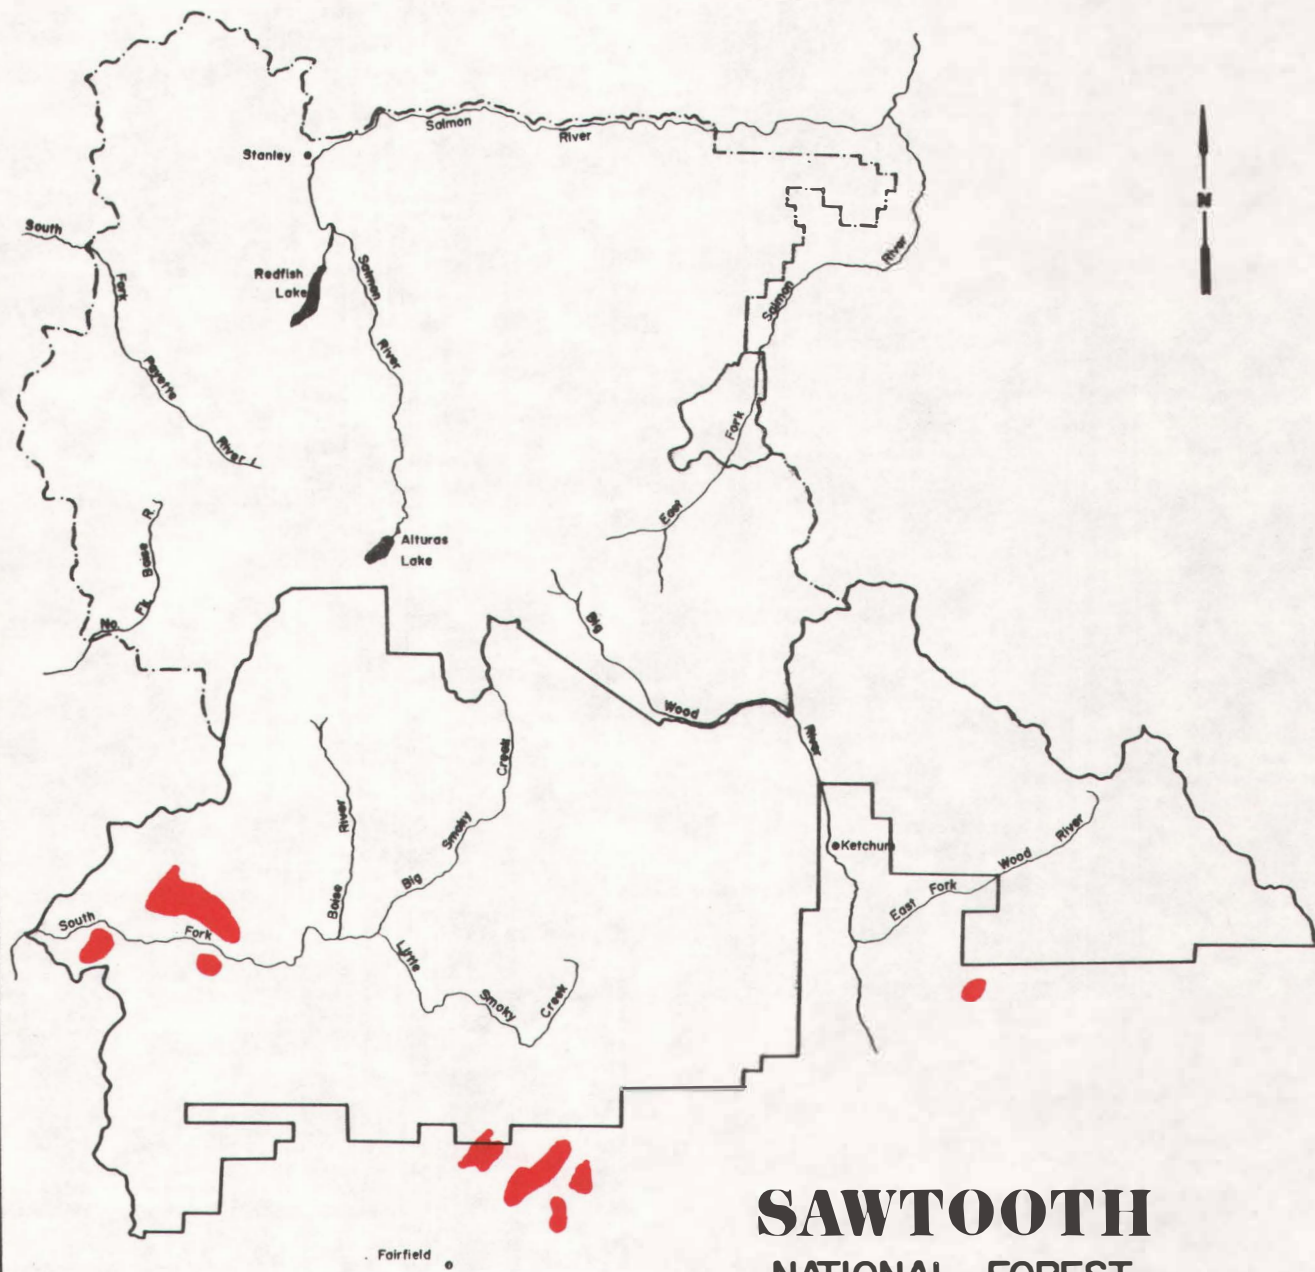 Salmon River
Stanley
N
South Fork Payette River
Redfish
Lake
Salmon River
Salmon River
East Fork
Alturas
Lake
No. Fk. Boise R.
Big Wood River
Creek
Big Smoky
Boise River
Ketchum
East Fork Wood River
South Fork
Little Smoky Creek
SAWTOOTH
NATIONAL FOREST
Fairfield